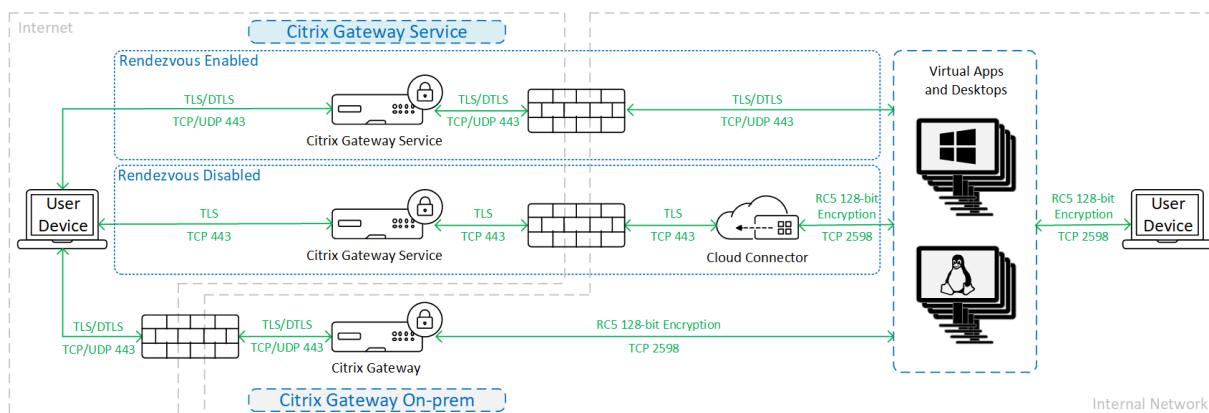 Internet
Citrix Gateway Service
Rendezvous Enabled
TLS/DTLS
TCP/UDP 443
Citrix Gateway Service
TLS/DTLS
TCP/UDP 443
TLS/DTLS
TCP/UDP 443
Virtual Apps
and Desktops
Rendezvous Disabled
User
Device
TLS
TCP 443
Citrix Gateway Service
TLS
TCP 443
TLS
TCP 443
Cloud Connector
RC5 128-bit
Encryption
TCP 2598
RC5 128-bit
Encryption
TCP 2598
User
Device
TLS/DTLS
TCP/UDP 443
TLS/DTLS
TCP/UDP 443
Citrix Gateway
RC5 128-bit Encryption
TCP 2598
Citrix Gateway On-prem
Internal Network